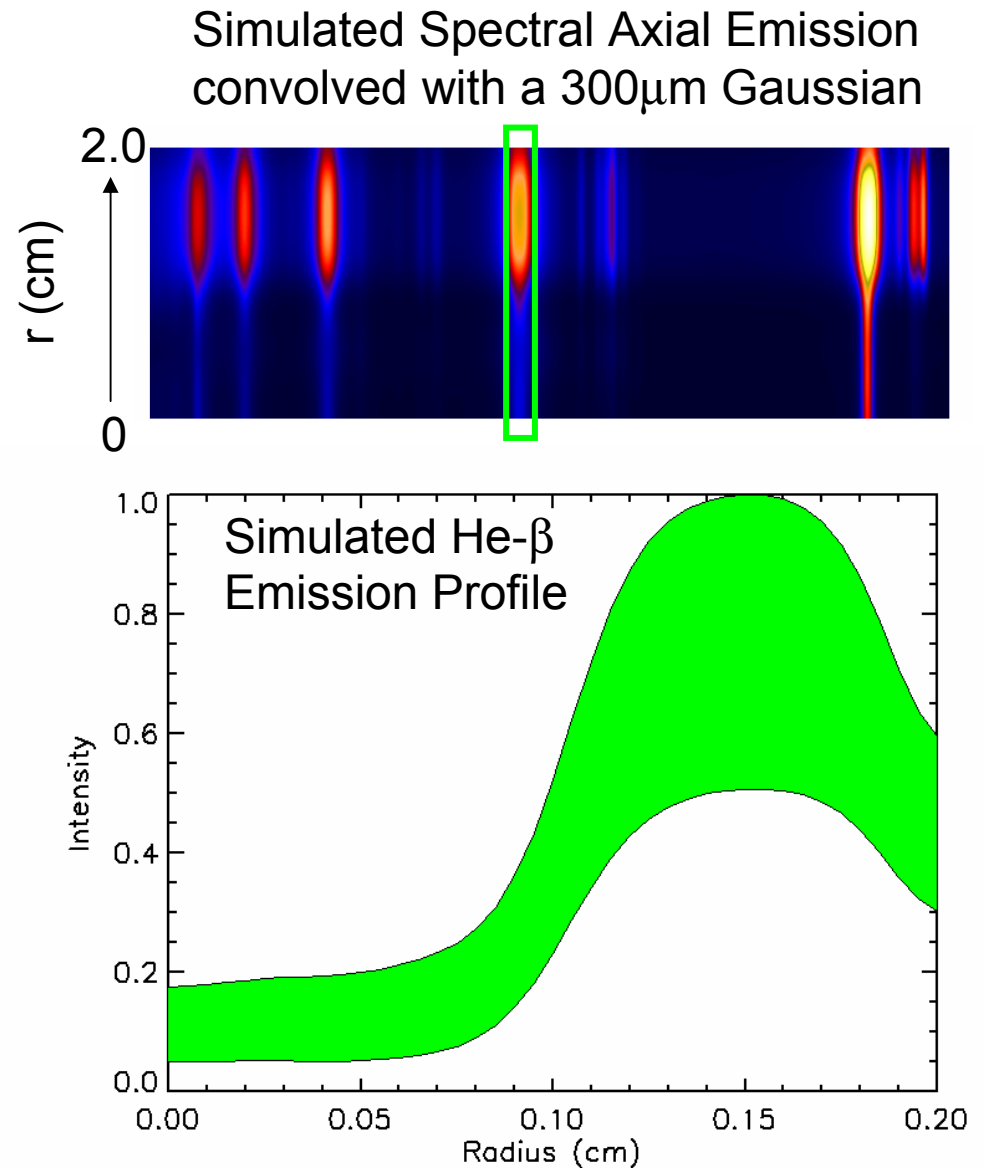 Simulated Spectral Axial Emission
convolved with a 300μm Gaussian
2.0
r (cm)
0
Simulated He-β
Emission Profile
1.0
0.8
0.6
0.4
0.2
0.0
Intensity
0.00 0.05 0.10 0.15 0.20
Radius (cm)